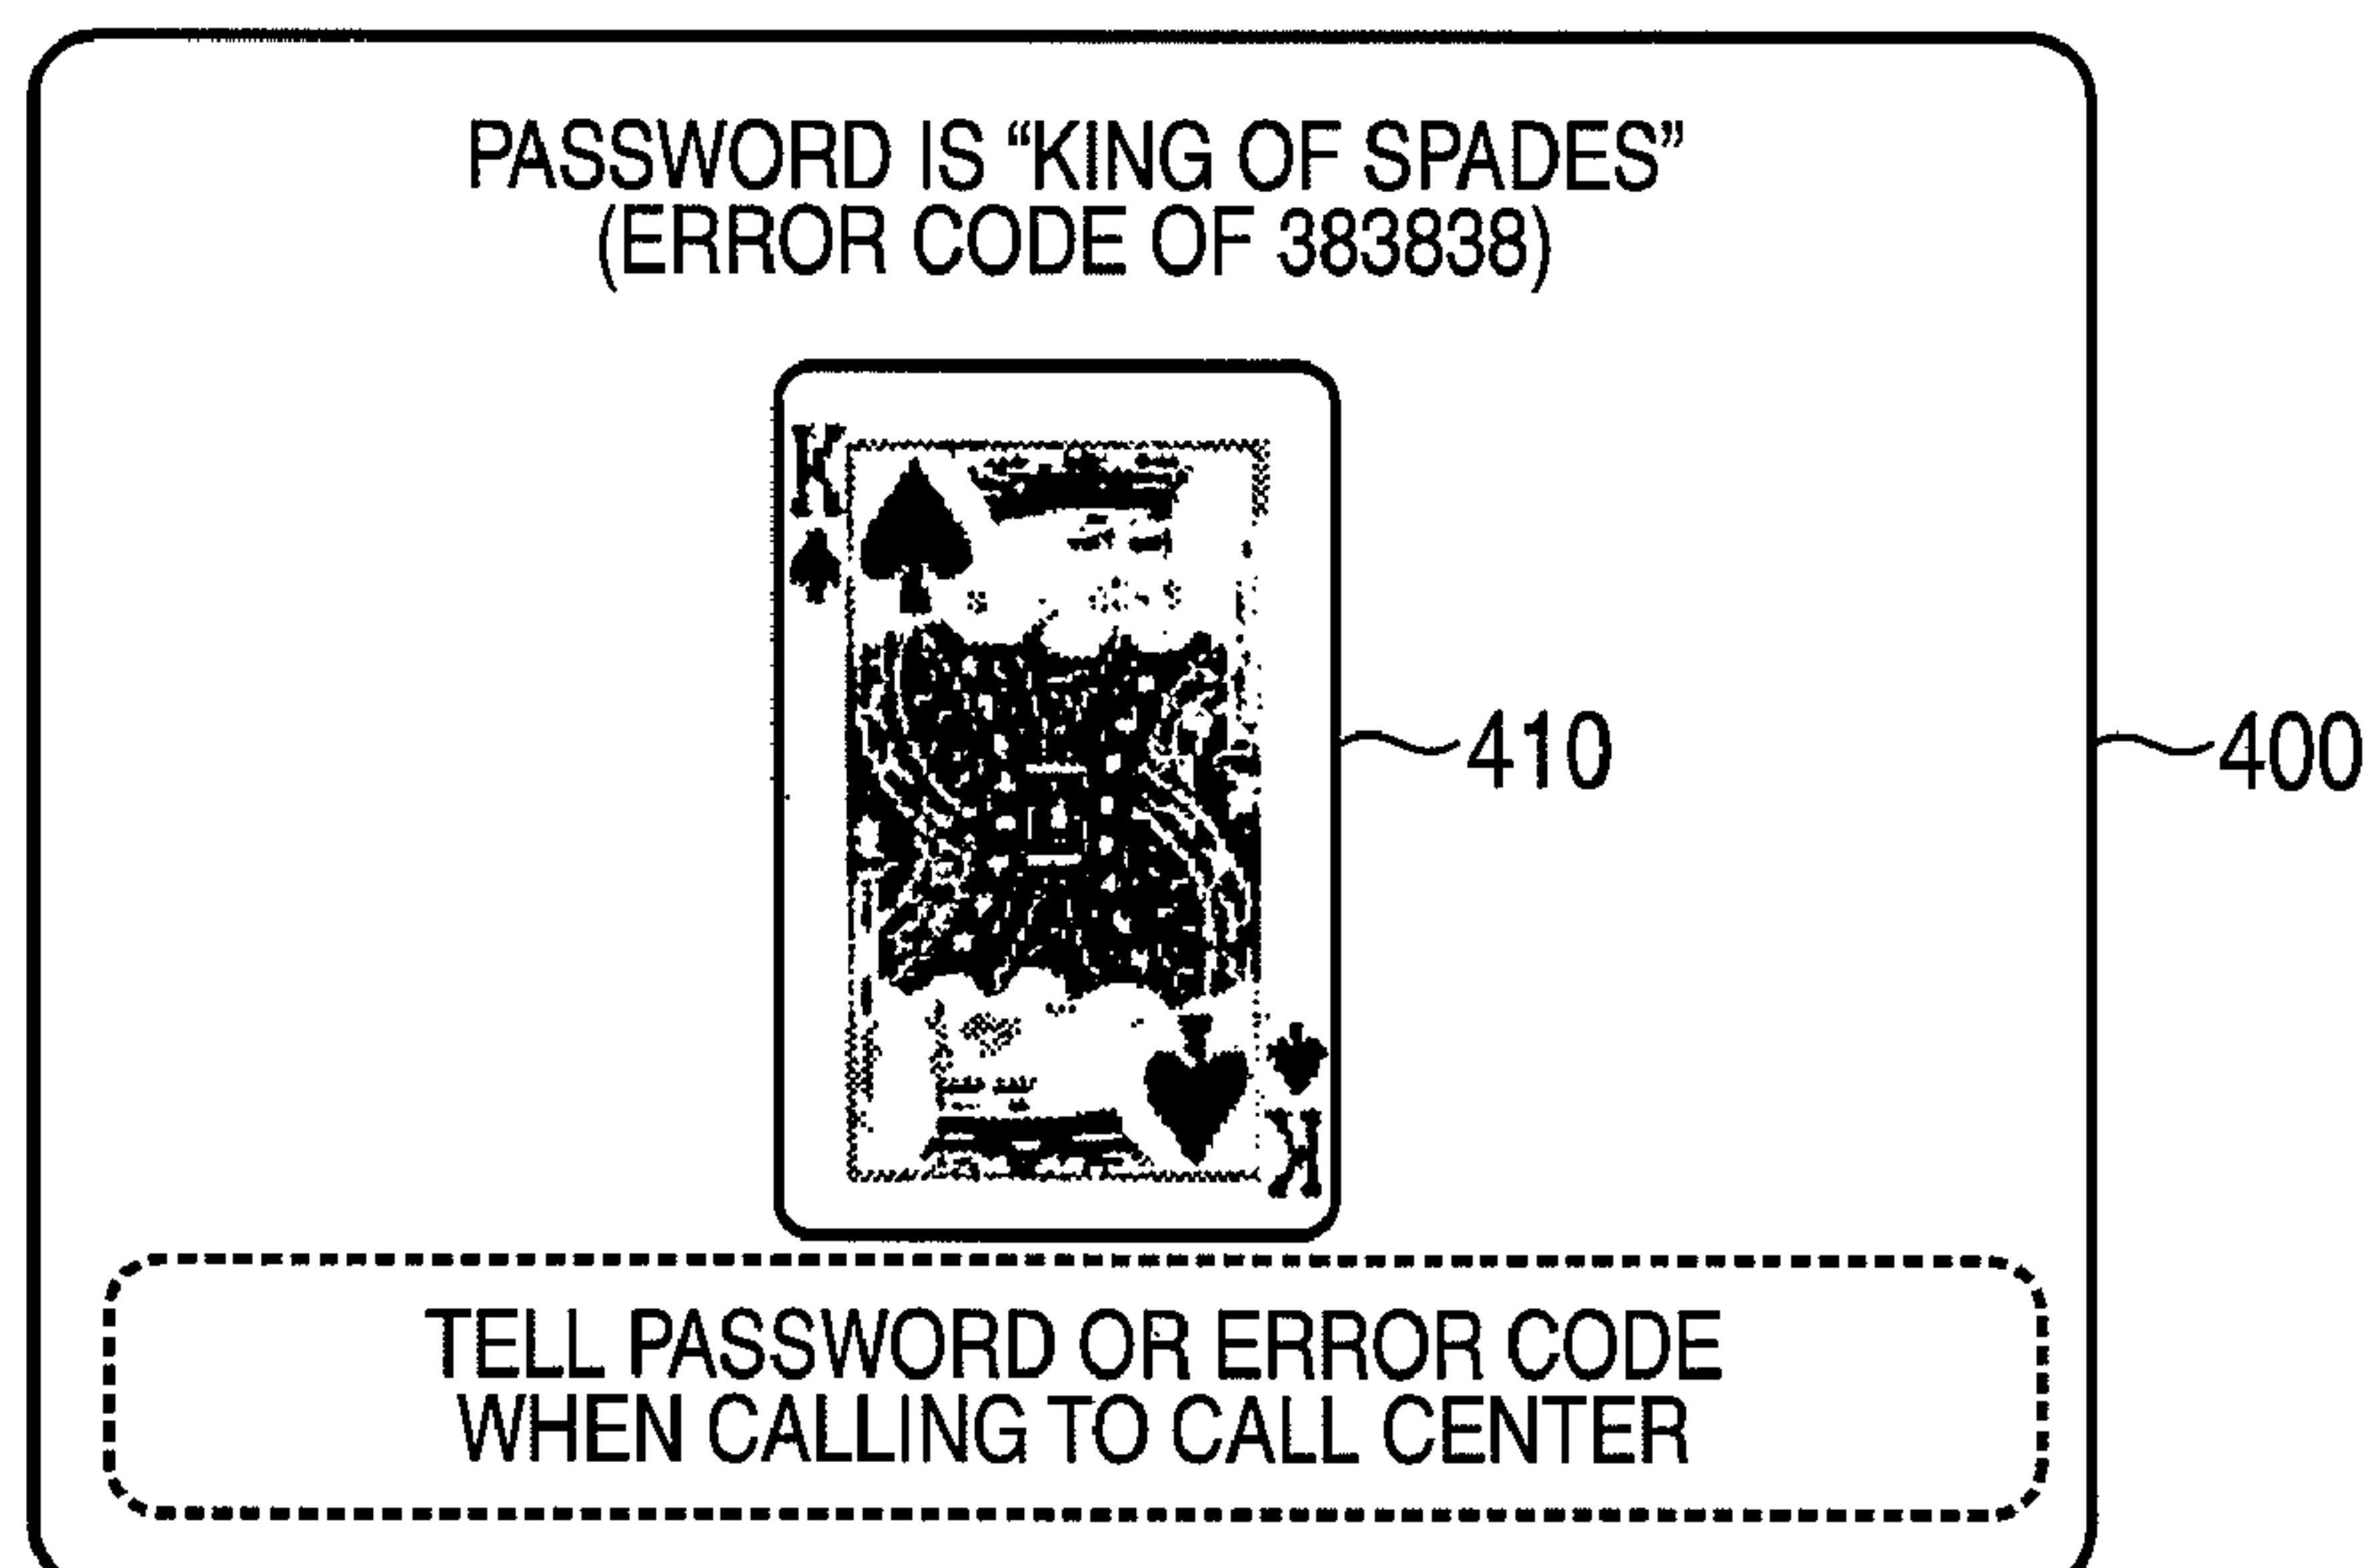 PASSWORD IS “KING OF SPADES”
(ERROR CODE OF 383838)
K
410
400
K
TELL PASSWORD OR ERROR CODE
WHEN CALLING TO CALL CENTER